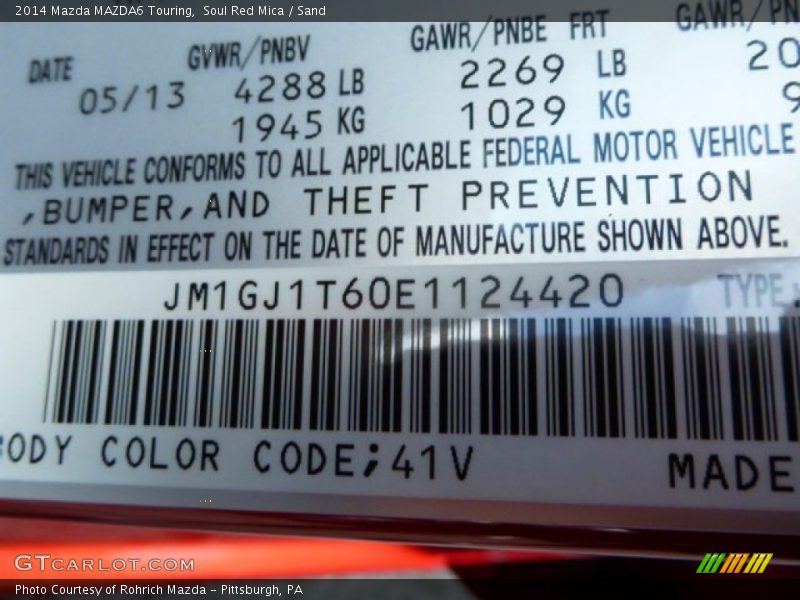 2014 Mazda MAZDA6 Touring, Soul Red Mica / Sand
DATE GVWR/PNBV GAWR/PNBE FRT GAWR/PN
05/13 4288 LB 2269 LB 20
1945 KG 1029 KG 9
THIS VEHICLE CONFORMS TO ALL APPLICABLE FEDERAL MOTOR VEHICLE
,BUMPER,AND THEFT PREVENTION
STANDARDS IN EFFECT ON THE DATE OF MANUFACTURE SHOWN ABOVE.
JM1GJ1T60E1124420 TYPE
ODY COLOR CODE;41V MADE
GTCARLOT.COM
Photo Courtesy of Rohrich Mazda - Pittsburgh, PA